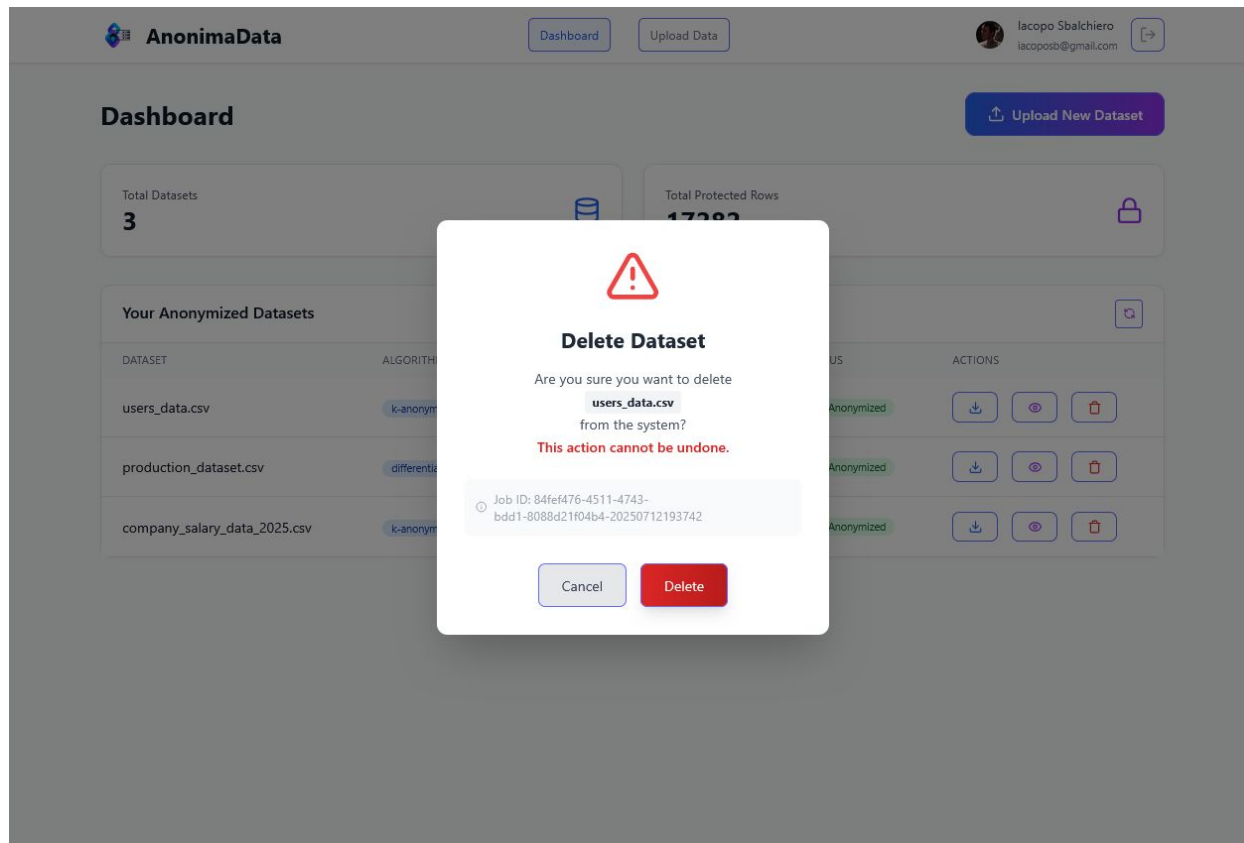 AnonimaData
Dashboard
Upload Data
Iacopo Sbalchiero
iacoposb@gmail.com
Dashboard
Upload New Dataset
Total Datasets
3
Total Protected Rows
17282
Delete Dataset
Are you sure you want to delete
users_data.csv
from the system?
This action cannot be undone.
Job ID: 84fef476-4511-4743-
bdd1-8088d21f04b4-20250712193742
Cancel
Delete
Your Anonymized Datasets
DATASET
ACTIONS
users_data.csv
Anonymized
production_dataset.csv
Anonymized
company_salary_data_2025.csv
Anonymized